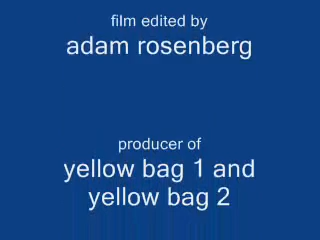 film edited by
adam rosenberg
producer of
yellow bag 1 and
yellow bag 2